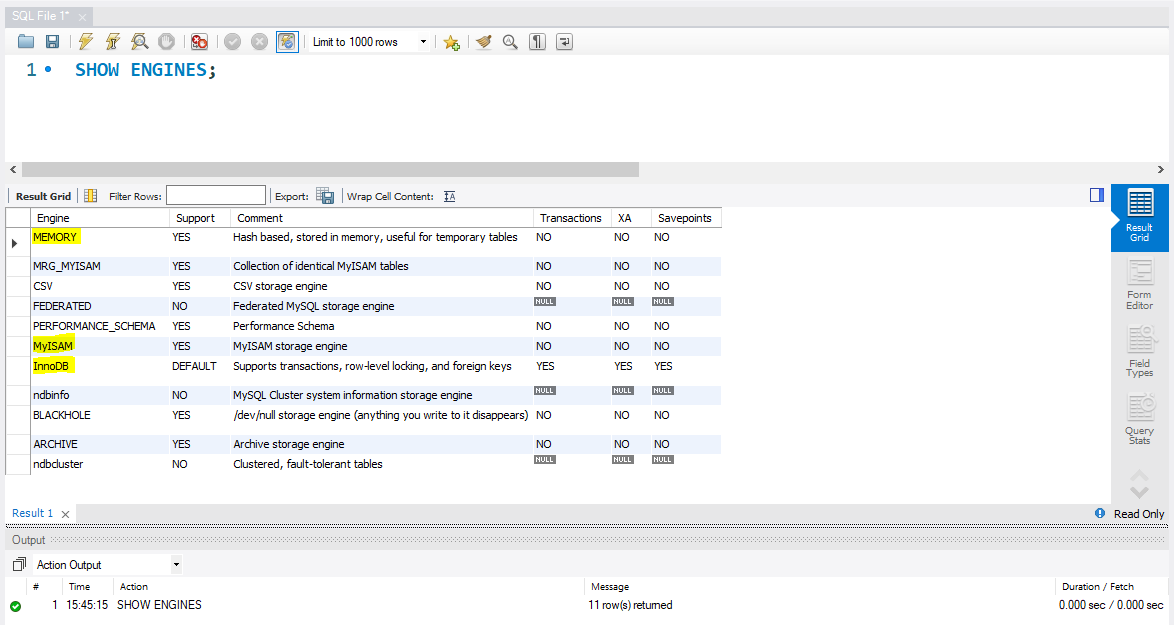 SQL File 1*
Limit to 1000 rows
1 SHOW ENGINES;
Result Grid Filter Rows: Export: Wrap Cell Content:
Engine Support Comment Transactions XA Savepoints
MEMORY YES Hash based, stored in memory, useful for temporary tables NO NO NO
MRG_MYISAM YES Collection of identical MyISAM tables NO NO NO
CSV YES CSV storage engine NO NO NO
FEDERATED NO Federated MySQL storage engine NULL NULL NULL
PERFORMANCE_SCHEMA YES Performance Schema NO NO NO
MyISAM YES MyISAM storage engine NO NO NO
InnoDB DEFAULT Supports transactions, row-level locking, and foreign keys YES YES YES
ndbinfo NO MySQL Cluster system information storage engine NULL NULL NULL
BLACKHOLE YES /dev/null storage engine (anything you write to it disappears) NO NO NO
ARCHIVE YES Archive storage engine NO NO NO
ndbcluster NO Clustered, fault-tolerant tables NULL NULL NULL
Result
Grid
Form
Editor
Field
Types
Query
Stats
Result 1 Read Only
Output
Action Output
# Time Action Message Duration / Fetch
1 15:45:15 SHOW ENGINES 11 row(s) returned 0.000 sec / 0.000 sec